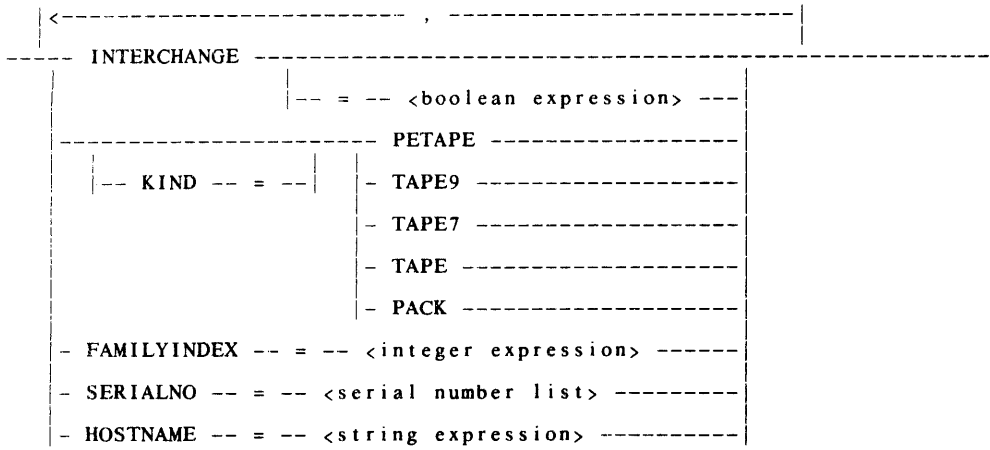 |<-------------------------- , --------------------------|
----- INTERCHANGE --------------------------------------------------------
|-- = -- <boolean expression> ---|
----------------------- PETAPE ------------------
|-- KIND -- = --| |- TAPE9 -------------------
|- TAPE7 -------------------
|- TAPE --------------------
|- PACK --------------------
|- FAMILYINDEX -- = -- <integer expression> ------|
|- SERIALNO -- = -- <serial number list> ---------|
|- HOSTNAME -- = -- <string expression> ----------|